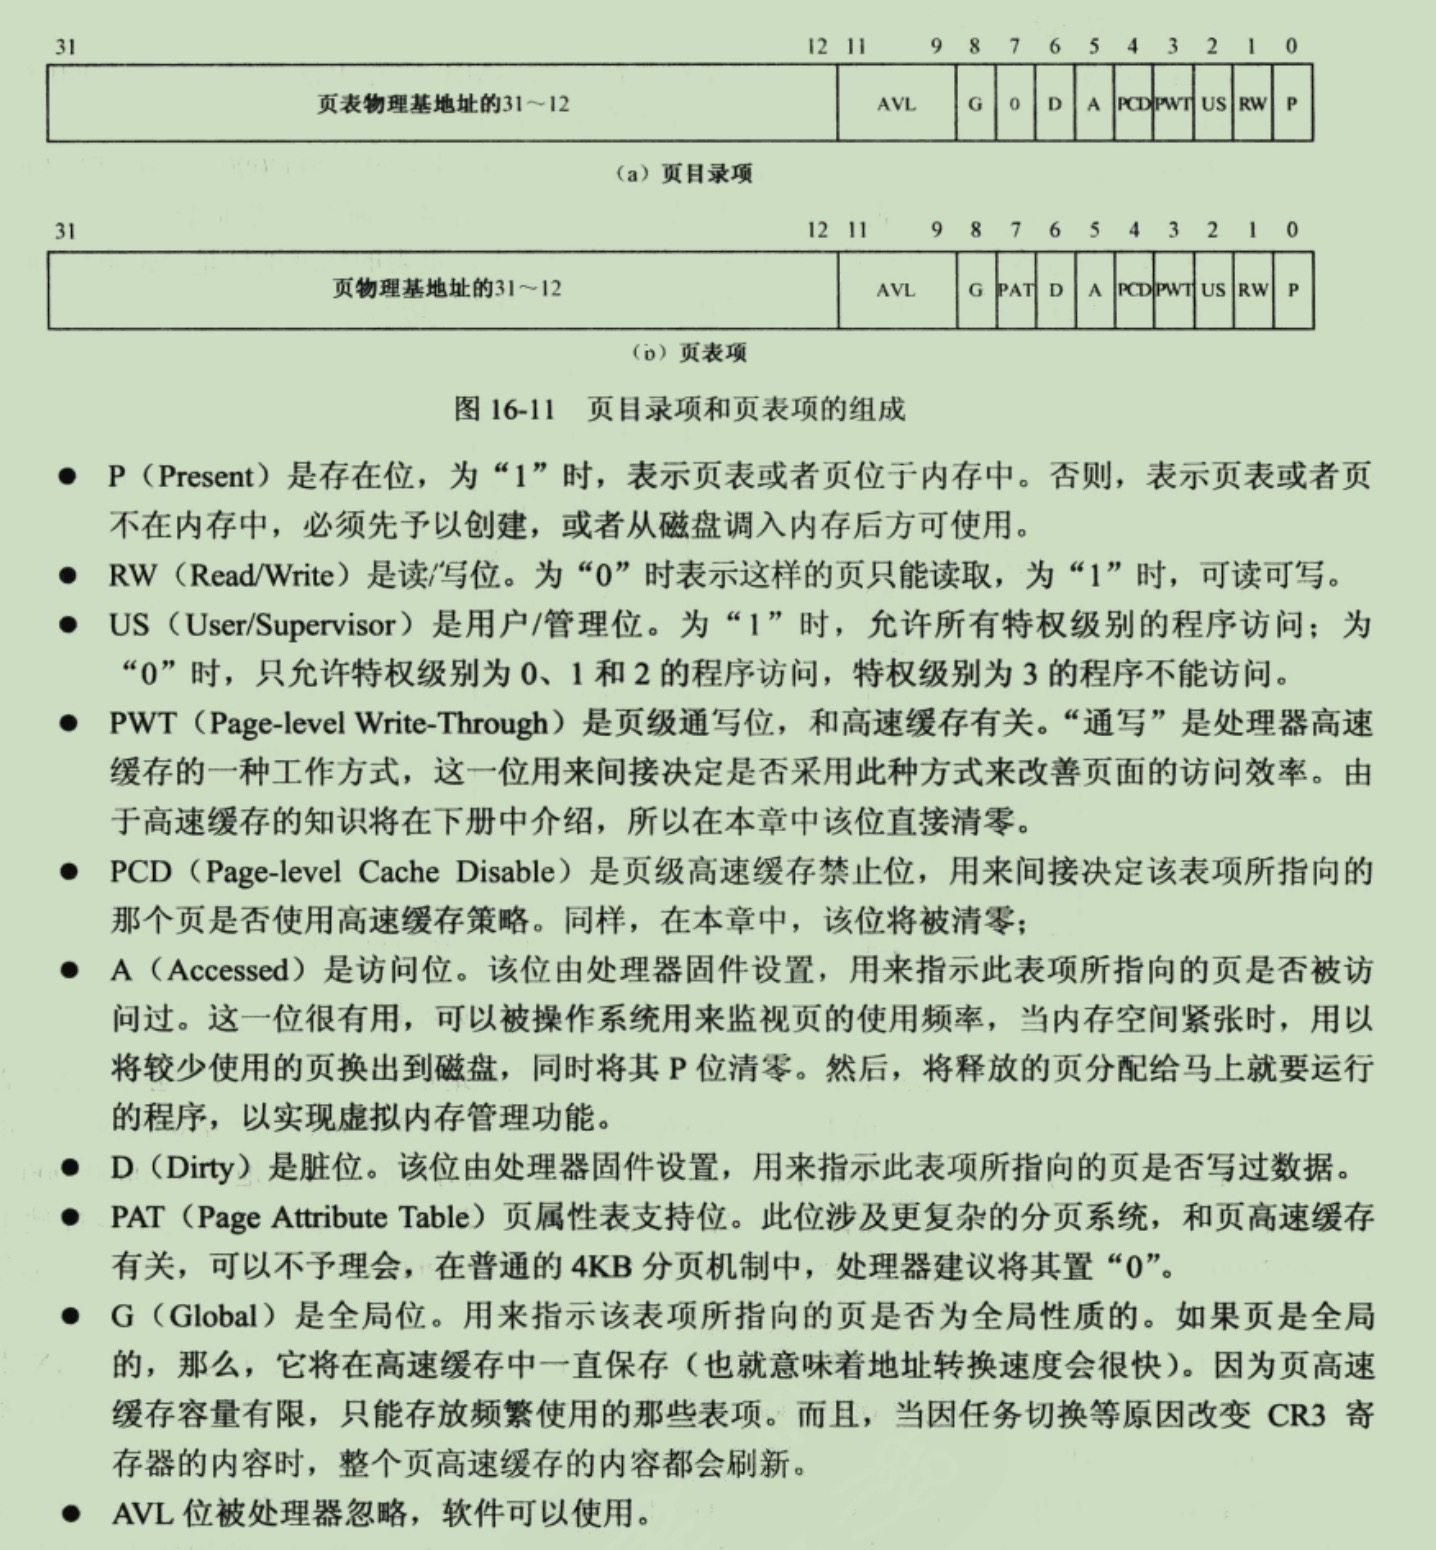 31 12 11 9 8 7 6 5 4 3 2 1 0
页表物理基地址的31～12 AVL G 0 D A PCD PWT US RW P
（a）页目录项
31 12 11 9 8 7 6 5 4 3 2 1 0
页物理基地址的31～12 AVL G PAT D A PCD PWT US RW P
（b）页表项
图 16-11 页目录项和页表项的组成
● P（Present）是存在位，为“1”时，表示页表或者页位于内存中。否则，表示页表或者页
不在内存中，必须先予以创建，或者从磁盘调入内存后方可使用。
● RW（Read/Write）是读/写位。为“0”时表示这样的页只能读取，为“1”时，可读可写。
● US（User/Supervisor）是用户/管理位。为“1”时，允许所有特权级别的程序访问；为
“0”时，只允许特权级别为 0、1 和 2 的程序访问，特权级别为 3 的程序不能访问。
● PWT（Page-level Write-Through）是页级通写位，和高速缓存有关。“通写”是处理器高速
缓存的一种工作方式，这一位用来间接决定是否采用此种方式来改善页面的访问效率。由
于高速缓存的知识将在下册中介绍，所以在本章中该位直接清零。
● PCD（Page-level Cache Disable）是页级高速缓存禁止位，用来间接决定该表项所指向的
那个页是否使用高速缓存策略。同样，在本章中，该位将被清零；
● A（Accessed）是访问位。该位由处理器固件设置，用来指示此表项所指向的页是否被访
问过。这一位很有用，可以被操作系统用来监视页的使用频率，当内存空间紧张时，用以
将较少使用的页换出到磁盘，同时将其 P 位清零。然后，将释放的页分配给马上就要运行
的程序，以实现虚拟内存管理功能。
● D（Dirty）是脏位。该位由处理器固件设置，用来指示此表项所指向的页是否写过数据。
● PAT（Page Attribute Table）页属性表支持位。此位涉及更复杂的分页系统，和页高速缓存
有关，可以不予理会，在普通的 4KB 分页机制中，处理器建议将其置“0”。
● G（Global）是全局位。用来指示该表项所指向的页是否为全局性质的。如果页是全局
的，那么，它将在高速缓存中一直保存（也就意味着地址转换速度会很快）。因为页高速
缓存容量有限，只能存放频繁使用的那些表项。而且，当因任务切换等原因改变 CR3 寄
存器的内容时，整个页高速缓存的内容都会刷新。
● AVL 位被处理器忽略，软件可以使用。